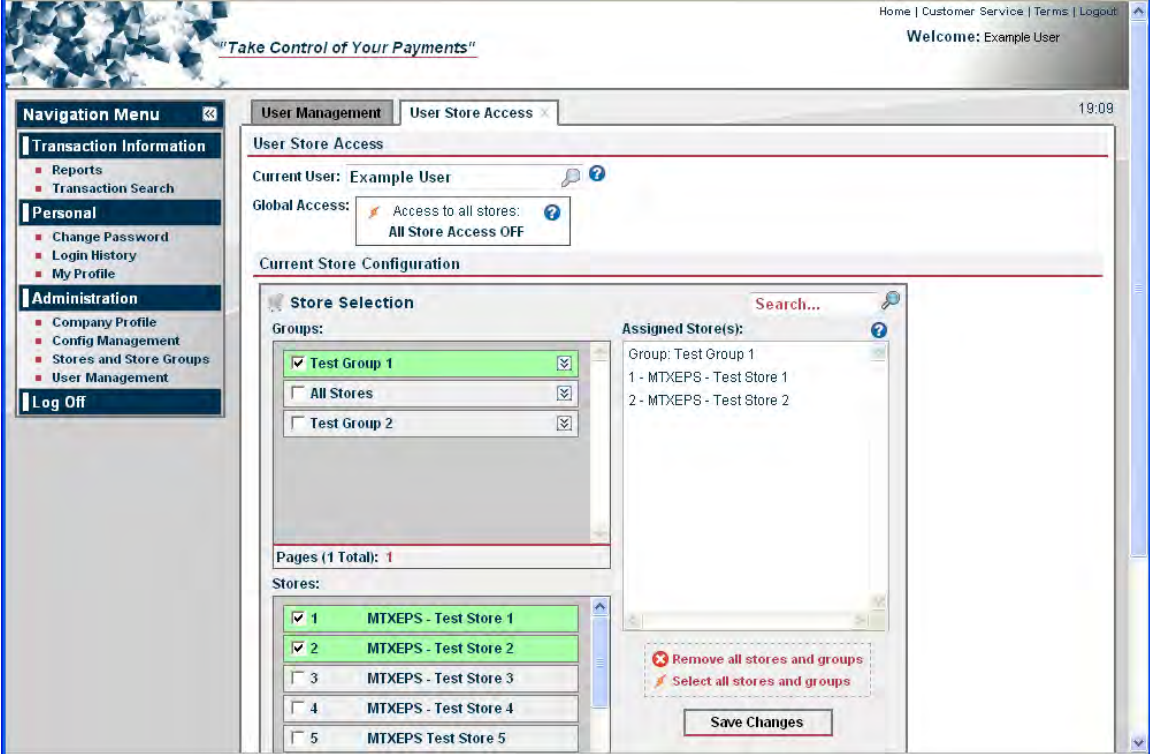 Home | Customer Service | Terms | Logout
"Take Control of Your Payments"
Welcome: Example User
Navigation Menu
Transaction Information
Reports
Transaction Search
Personal
Change Password
Login History
My Profile
Administration
Company Profile
Config Management
Stores and Store Groups
User Management
Log Off
User Management
User Store Access
19:09
User Store Access
Current User: Example User
Global Access:
Access to all stores:
All Store Access OFF
Current Store Configuration
Store Selection
Search...
Groups:
Test Group 1
All Stores
Test Group 2
Pages (1 Total): 1
Stores:
1 MTXEPS - Test Store 1
2 MTXEPS - Test Store 2
3 MTXEPS - Test Store 3
4 MTXEPS - Test Store 4
5 MTXEPS Test Store 5
Assigned Store(s):
Group: Test Group 1
1 - MTXEPS - Test Store 1
2 - MTXEPS - Test Store 2
Remove all stores and groups
Select all stores and groups
Save Changes